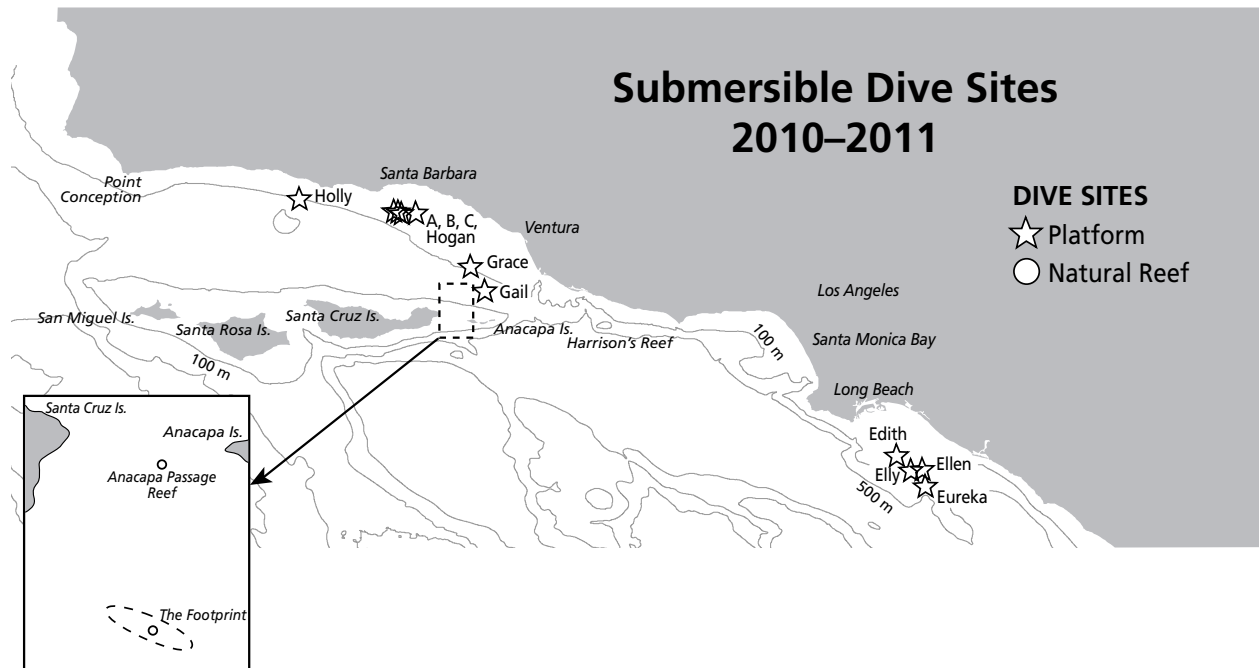 Submersible Dive Sites
2010–2011
DIVE SITES
Platform
Natural Reef
Point
Conception
Holly
Santa Barbara
A, B, C,
Hogan
Ventura
Grace
Gail
San Miguel Is.
Santa Rosa Is.
Santa Cruz Is.
Anacapa Is.
Harrison's Reef
100 m
Los Angeles
Santa Monica Bay
100 m
Long Beach
Edith
Elly
Ellen
Eureka
500 m
Santa Cruz Is.
Anacapa Is.
Anacapa Passage
Reef
The Footprint